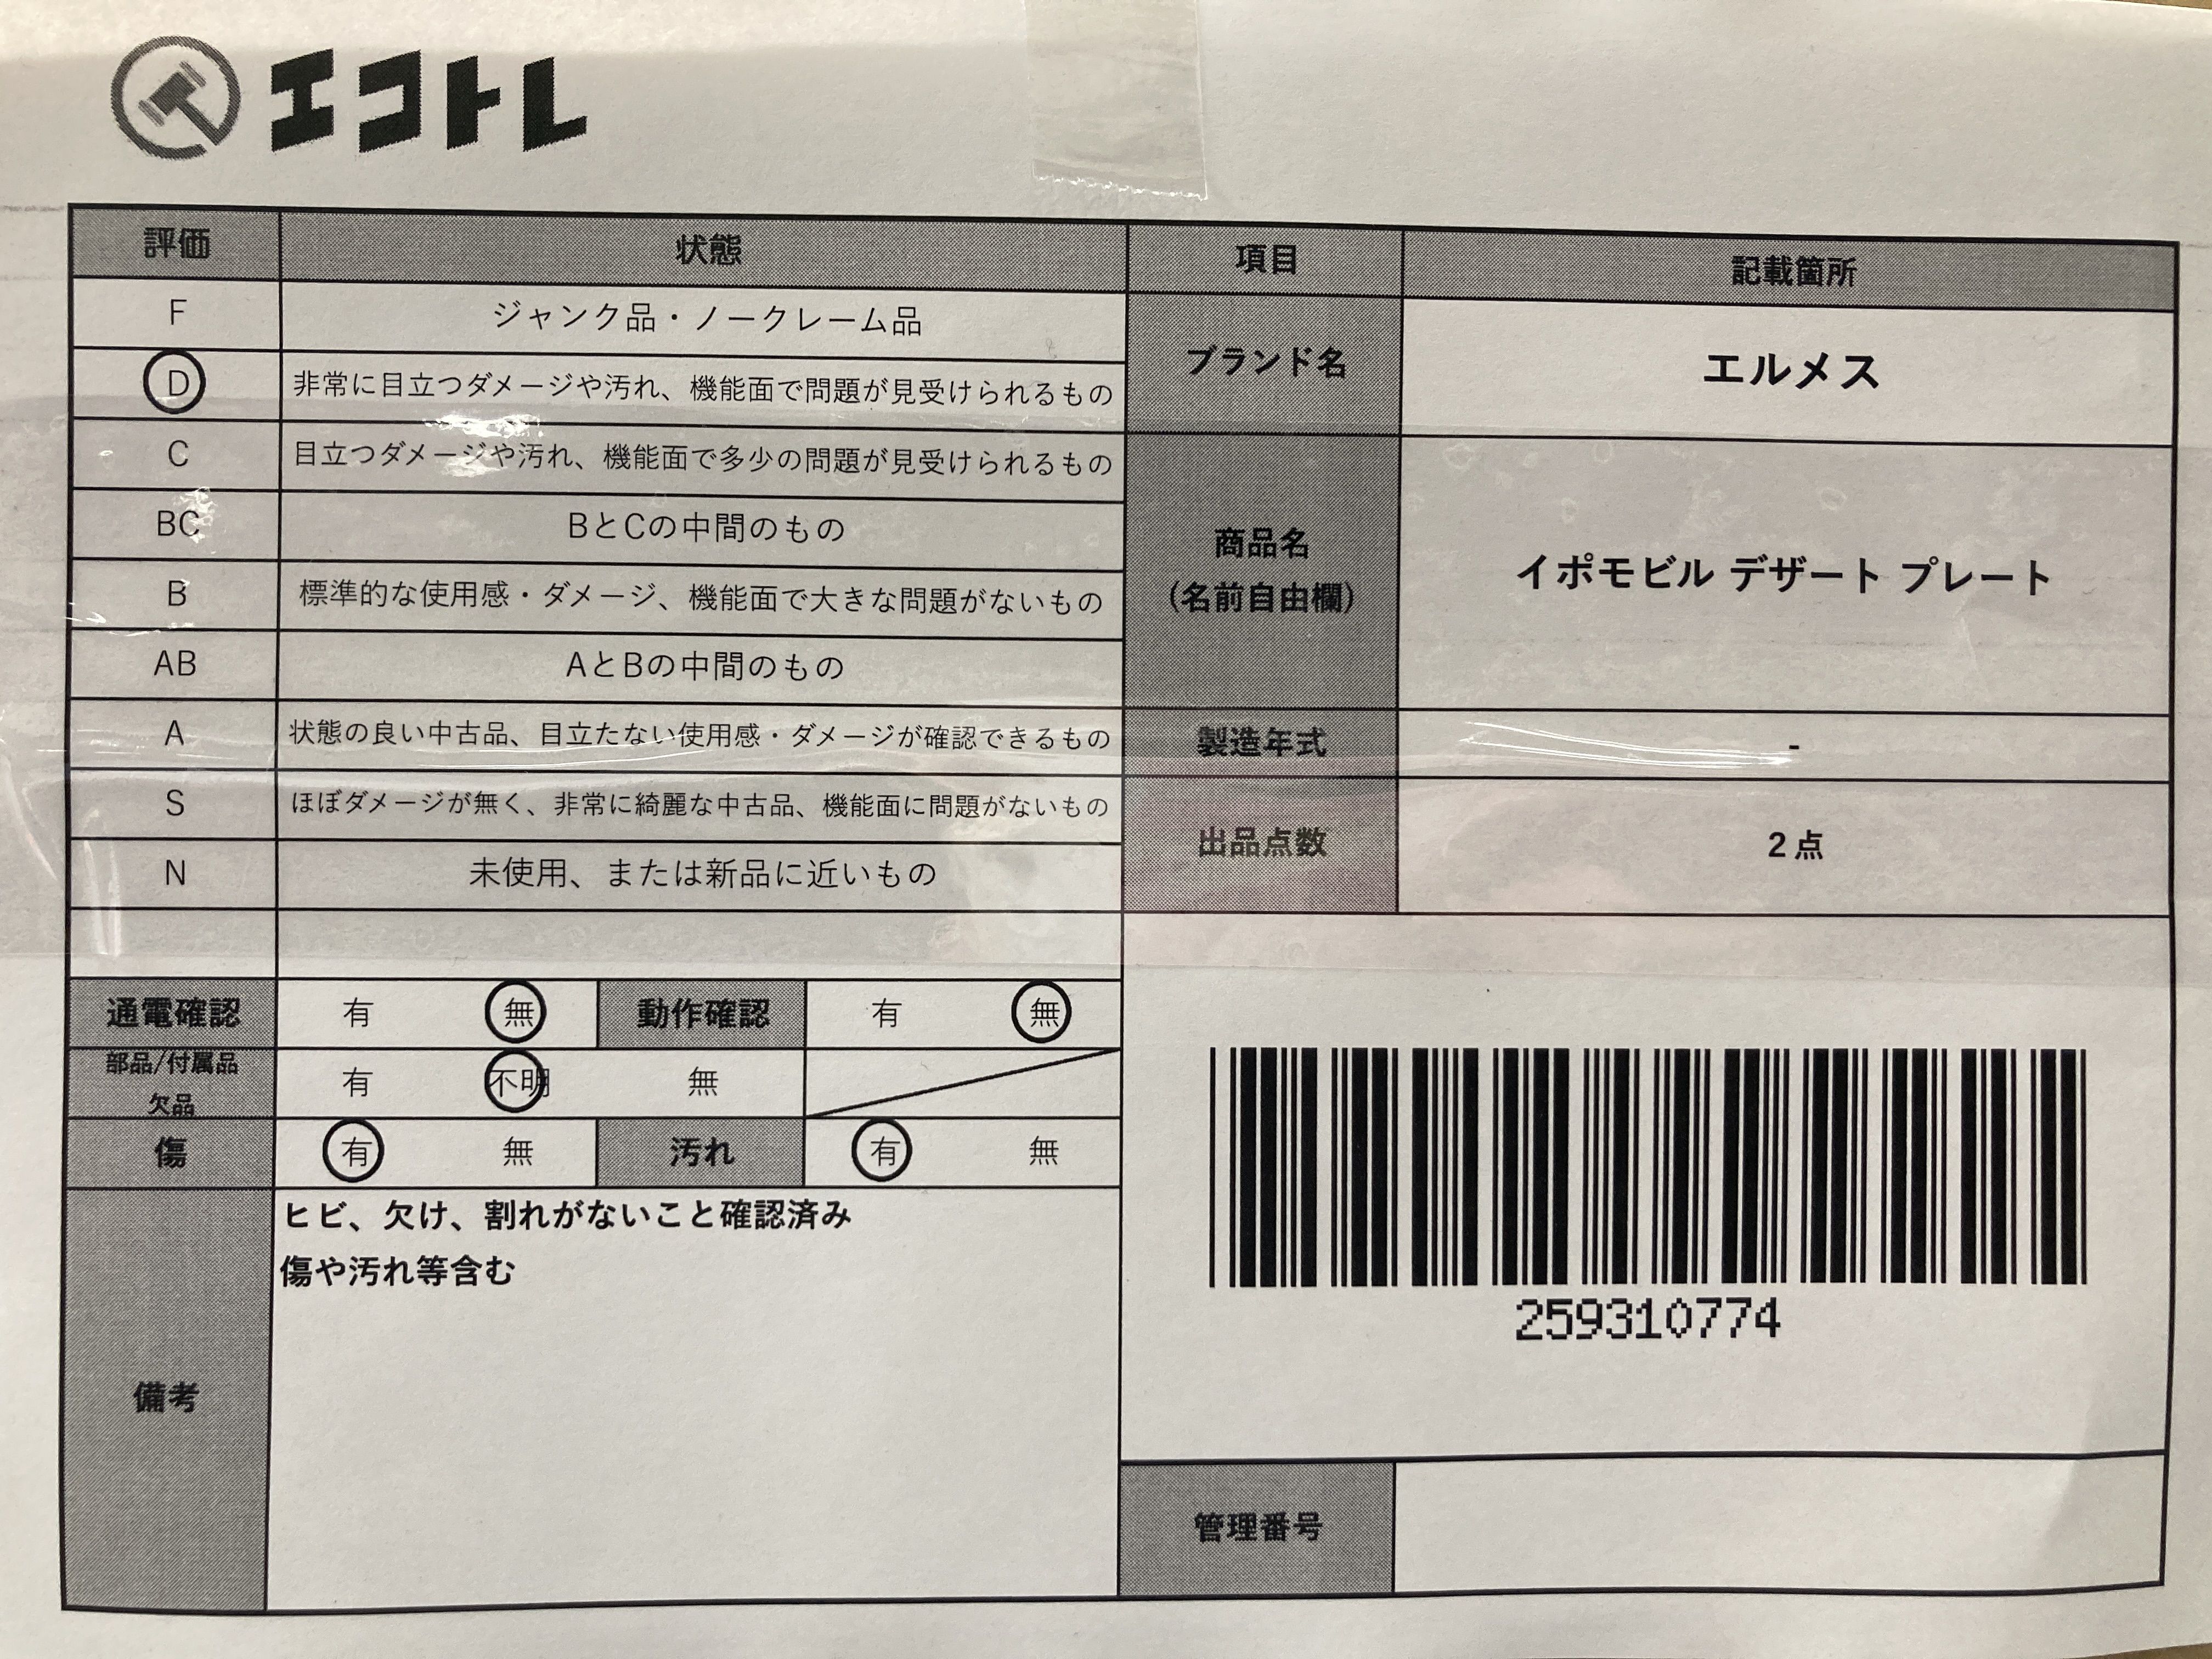 エコトレ
評価 状態
F ジャンク品・ノークレーム品
D 非常に目立つダメージや汚れ、機能面で問題が見受けられるもの
C 目立つダメージや汚れ、機能面で多少の問題が見受けられるもの
BC BとCの中間のもの
B 標準的な使用感・ダメージ、機能面で大きな問題がないもの
AB AとBの中間のもの
A 状態の良い中古品、目立たない使用感・ダメージが確認できるもの
S ほぼダメージが無く、非常に綺麗な中古品、機能面に問題がないもの
N 未使用、または新品に近いもの
通電確認 有 無 動作確認 有 無
部品/付属品
欠品
有 不明 無
傷 有 無 汚れ 有 無
備考
ヒビ、欠け、割れがないこと確認済み
傷や汚れ等含む
項目 記載箇所
ブランド名 エルメス
商品名
(名前自由欄)
イポモビル デザート プレート
製造年式 -
出品点数 2点
259310774
管理番号